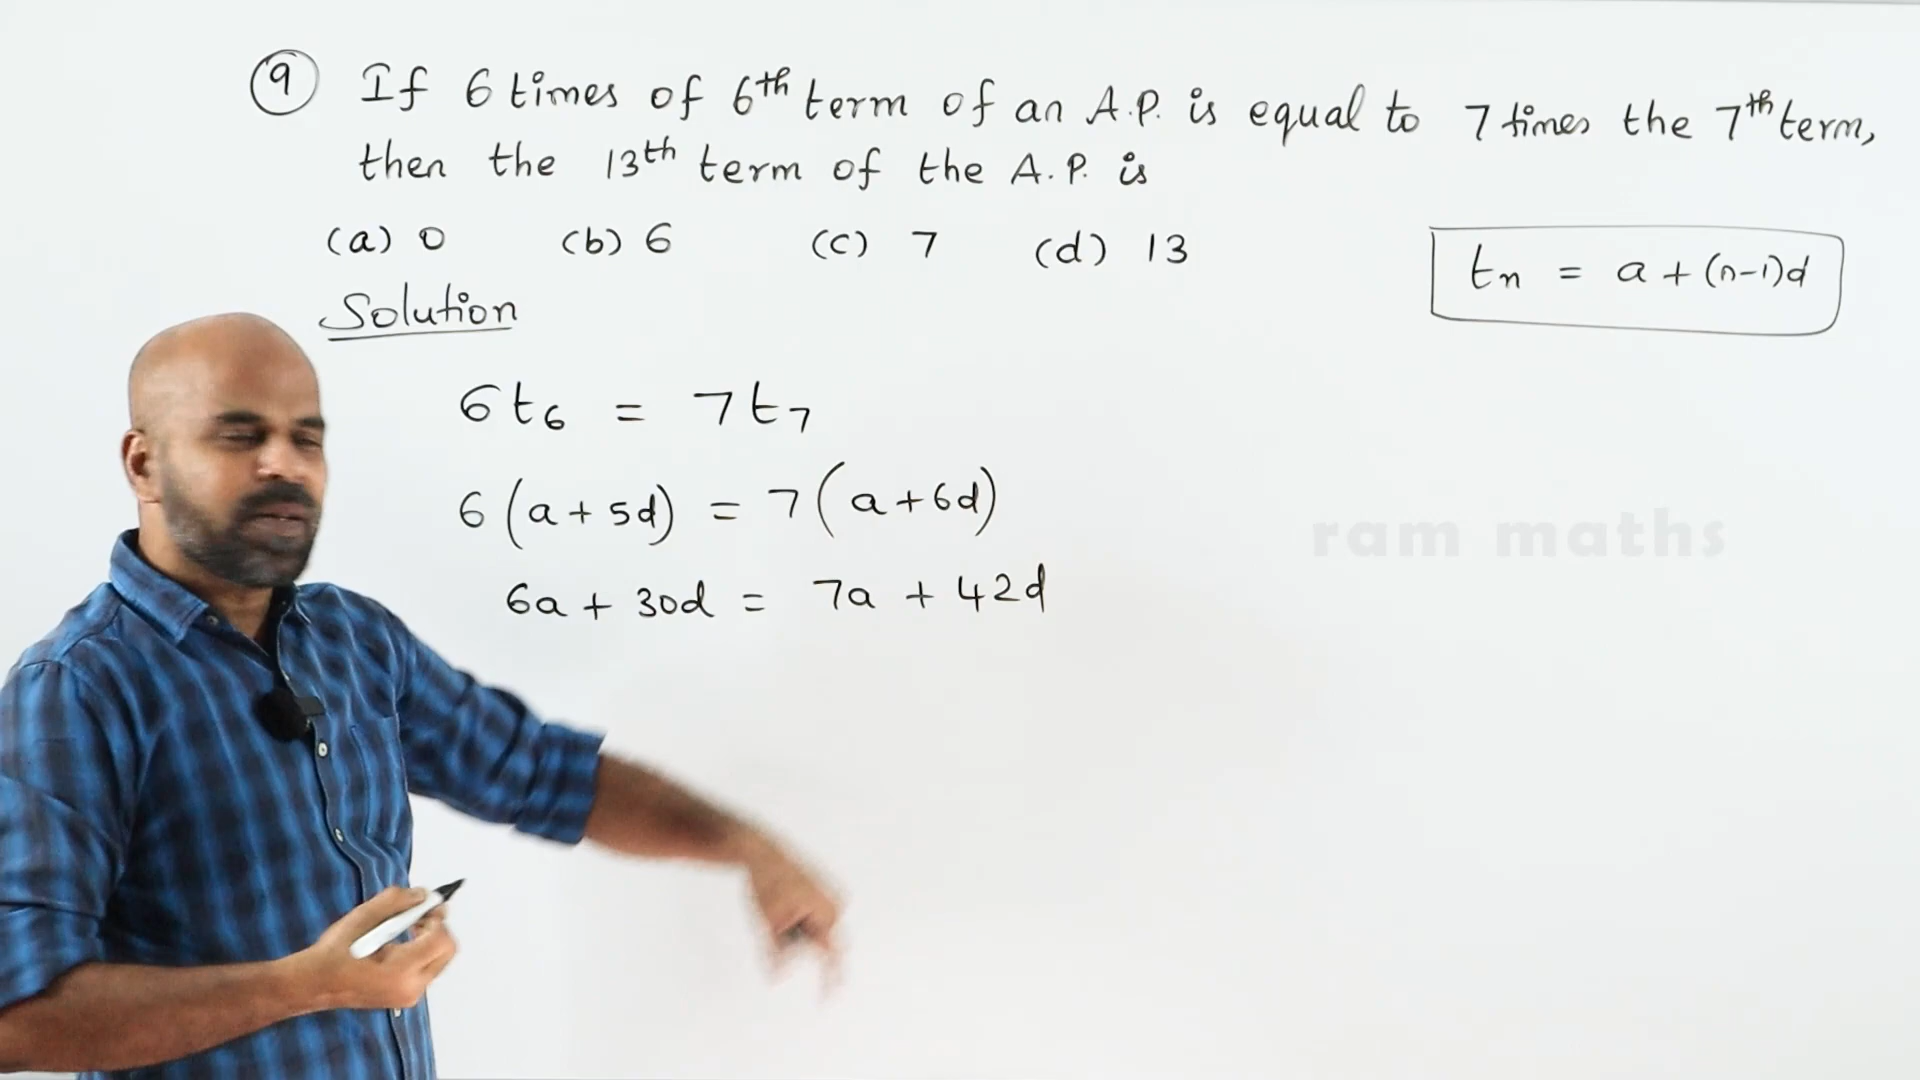 9 If 6 times of 6th term of an A.P. is equal to 7 times the 7th term,
then the 13th term of the A.P. is
(a) 0 (b) 6 (c) 7 (d) 13
tn = a + (n-1)d
Solution
6t6 = 7t7
6(a+5d) = 7(a+6d)
ram maths
6a + 30d = 7a + 42d